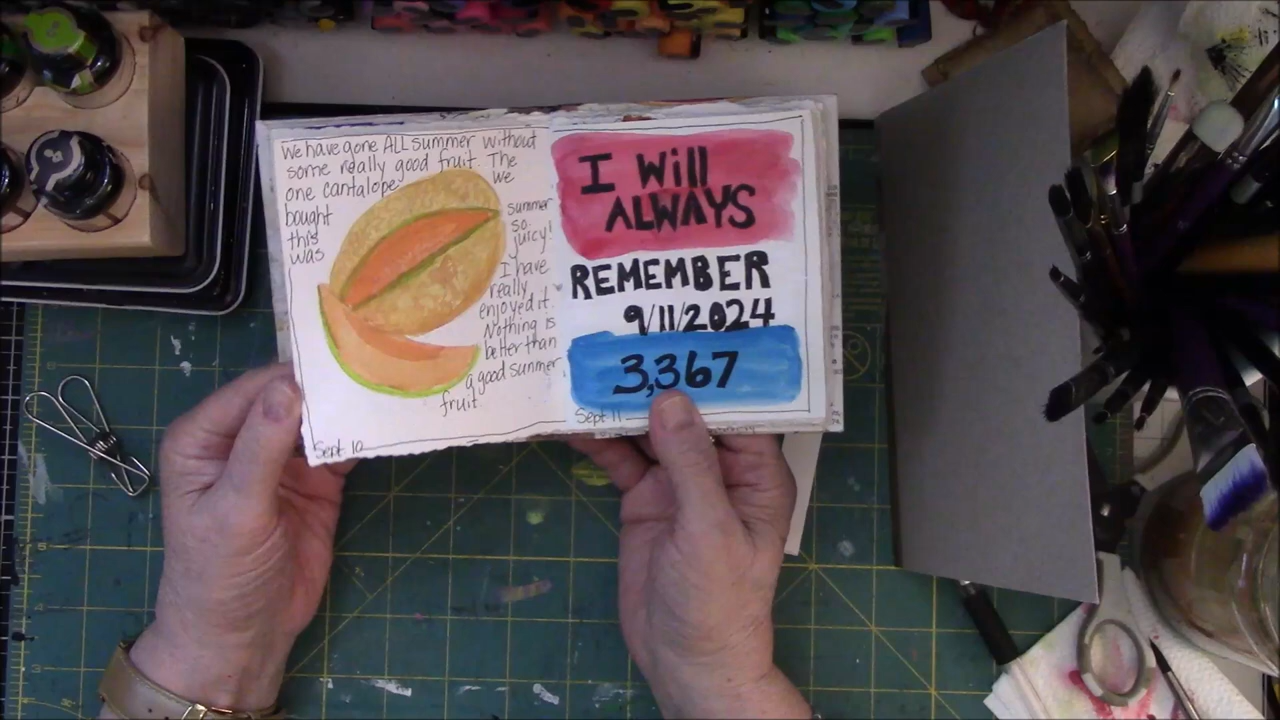 We have gone ALL summer without
some really good fruit. The
one cantalope we
bought summer
this so
was juicy!
I have
really
enjoyed it.
Nothing is
better than
a good summer
fruit.
Sept 10
I Will
ALWAYS
REMEMBER
9/11/2024
3,367
Sept 11